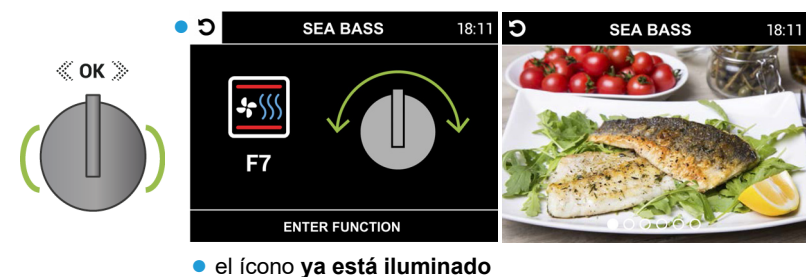 SEA BASS 18:11
SEA BASS 18:11
OK
F7
ENTER FUNCTION
el ícono ya está iluminado